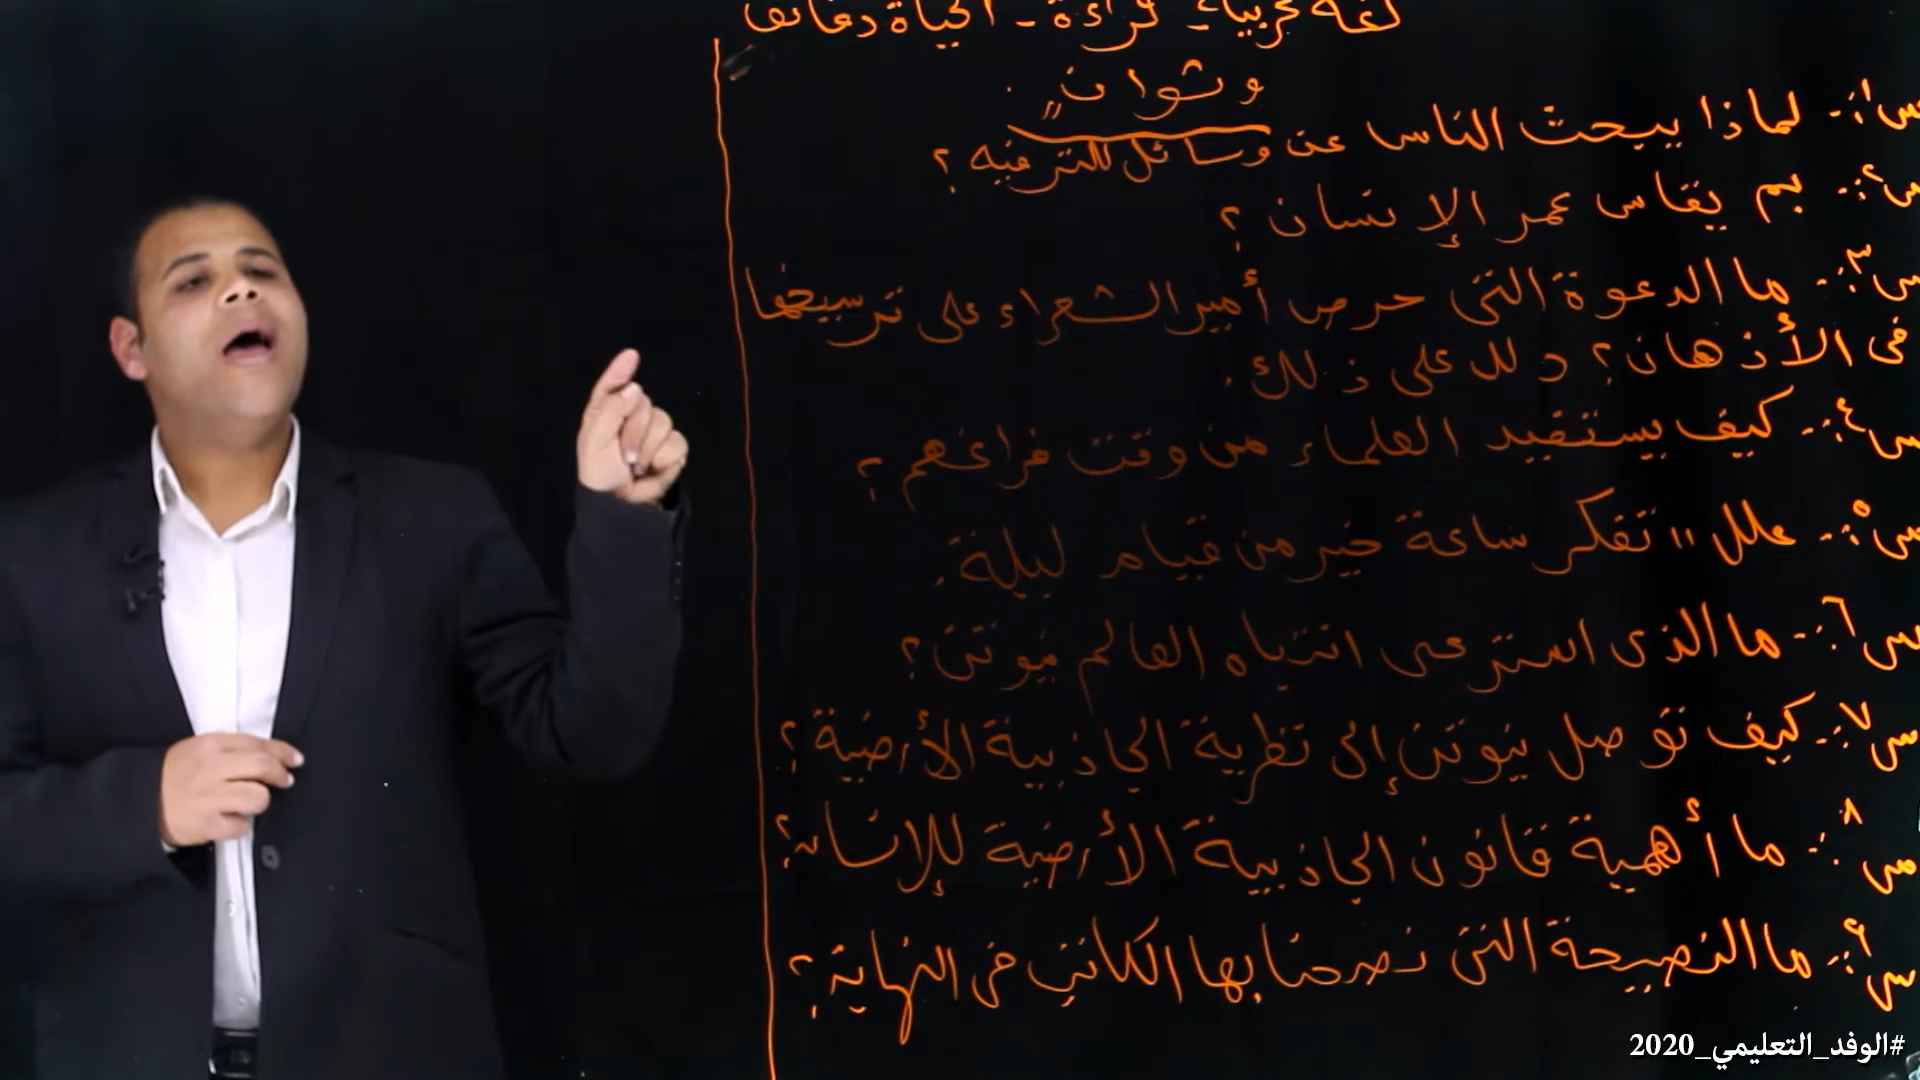 لغة عربية - قراءة - الحياة دقائق
وثوان
س١:- لماذا يبحث الناس عن وسائل للترفيه؟
س٢:- بم يقاس عمر الإنسان؟
س٣:- ما الدعوة التى حرص أمير الشعراء على ترسيخها
فى الأذهان؟ دلل على ذلك.
س٤:- كيف يستفيد العلماء من وقت فراغهم؟
س٥:- علل " تفكر ساعة خير من قيام ليلة.
س٦:- ما الذى استرعى انتباه العالم نيوتن؟
س٧:- كيف توصل نيوتن إلى نظرية الجاذبية الأرضية؟
س٨:- ما أهمية قانون الجاذبية الأرضية للإنسان؟
س٩:- ما النصيحة التى نصحنا بها الكاتب فى النهاية؟
#الوفد_التعليمي_2020